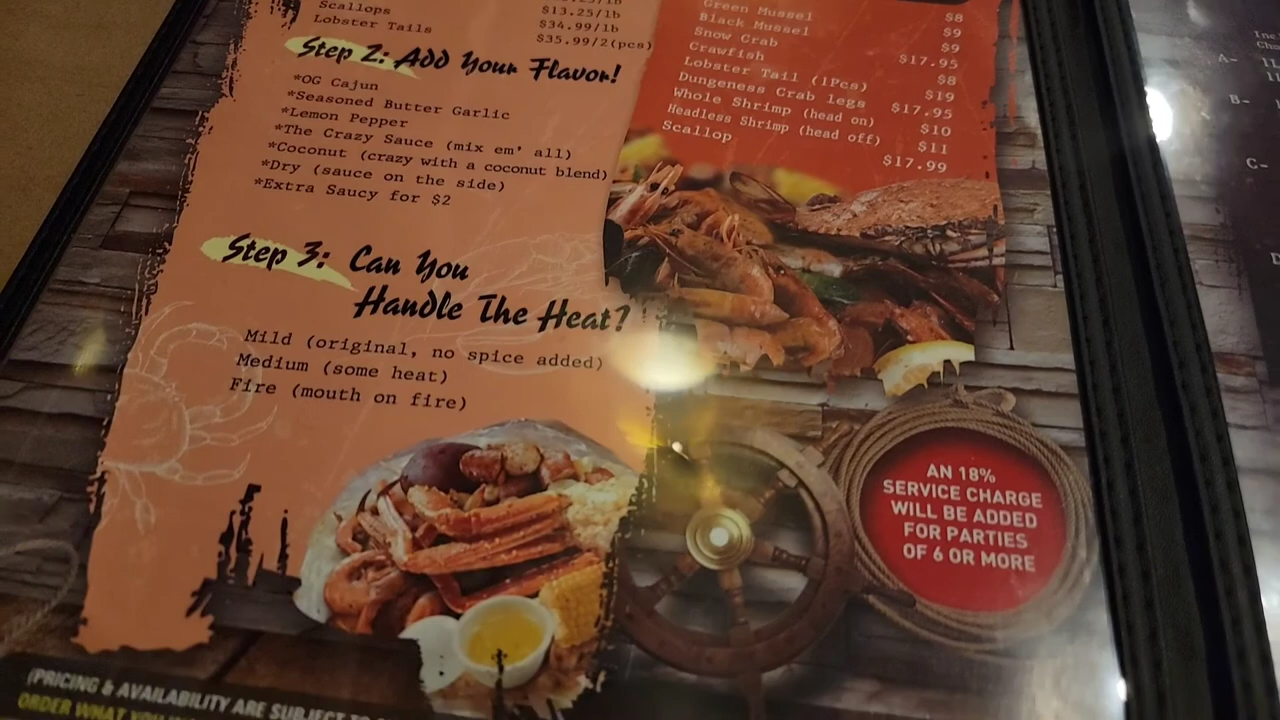 Scallops
Lobster Tails
$13.25/lb
$34.99/lb
$35.99/2(pcs)
Step 2: Add Your Flavor!
*OG Cajun
*Seasoned Butter Garlic
*Lemon Pepper
*The Crazy Sauce (mix em' all)
*Coconut (crazy with a coconut blend)
*Dry (sauce on the side)
*Extra Saucy for $2
Step 3: Can You
Handle The Heat?
Mild (original, no spice added)
Medium (some heat)
Fire (mouth on fire)
Green Mussel $8
Black Mussel $9
Snow Crab $9
Crawfish $17.95
Lobster Tail (1Pcs) $8
Dungeness Crab legs $19
Whole Shrimp (head on) $17.95
Headless Shrimp (head off) $10
Scallop $11
$17.99
AN 18%
SERVICE CHARGE
WILL BE ADDED
FOR PARTIES
OF 6 OR MORE
(PRICING & AVAILABILITY ARE SUBJECT TO
ORDER WHAT
A-
B-
C-